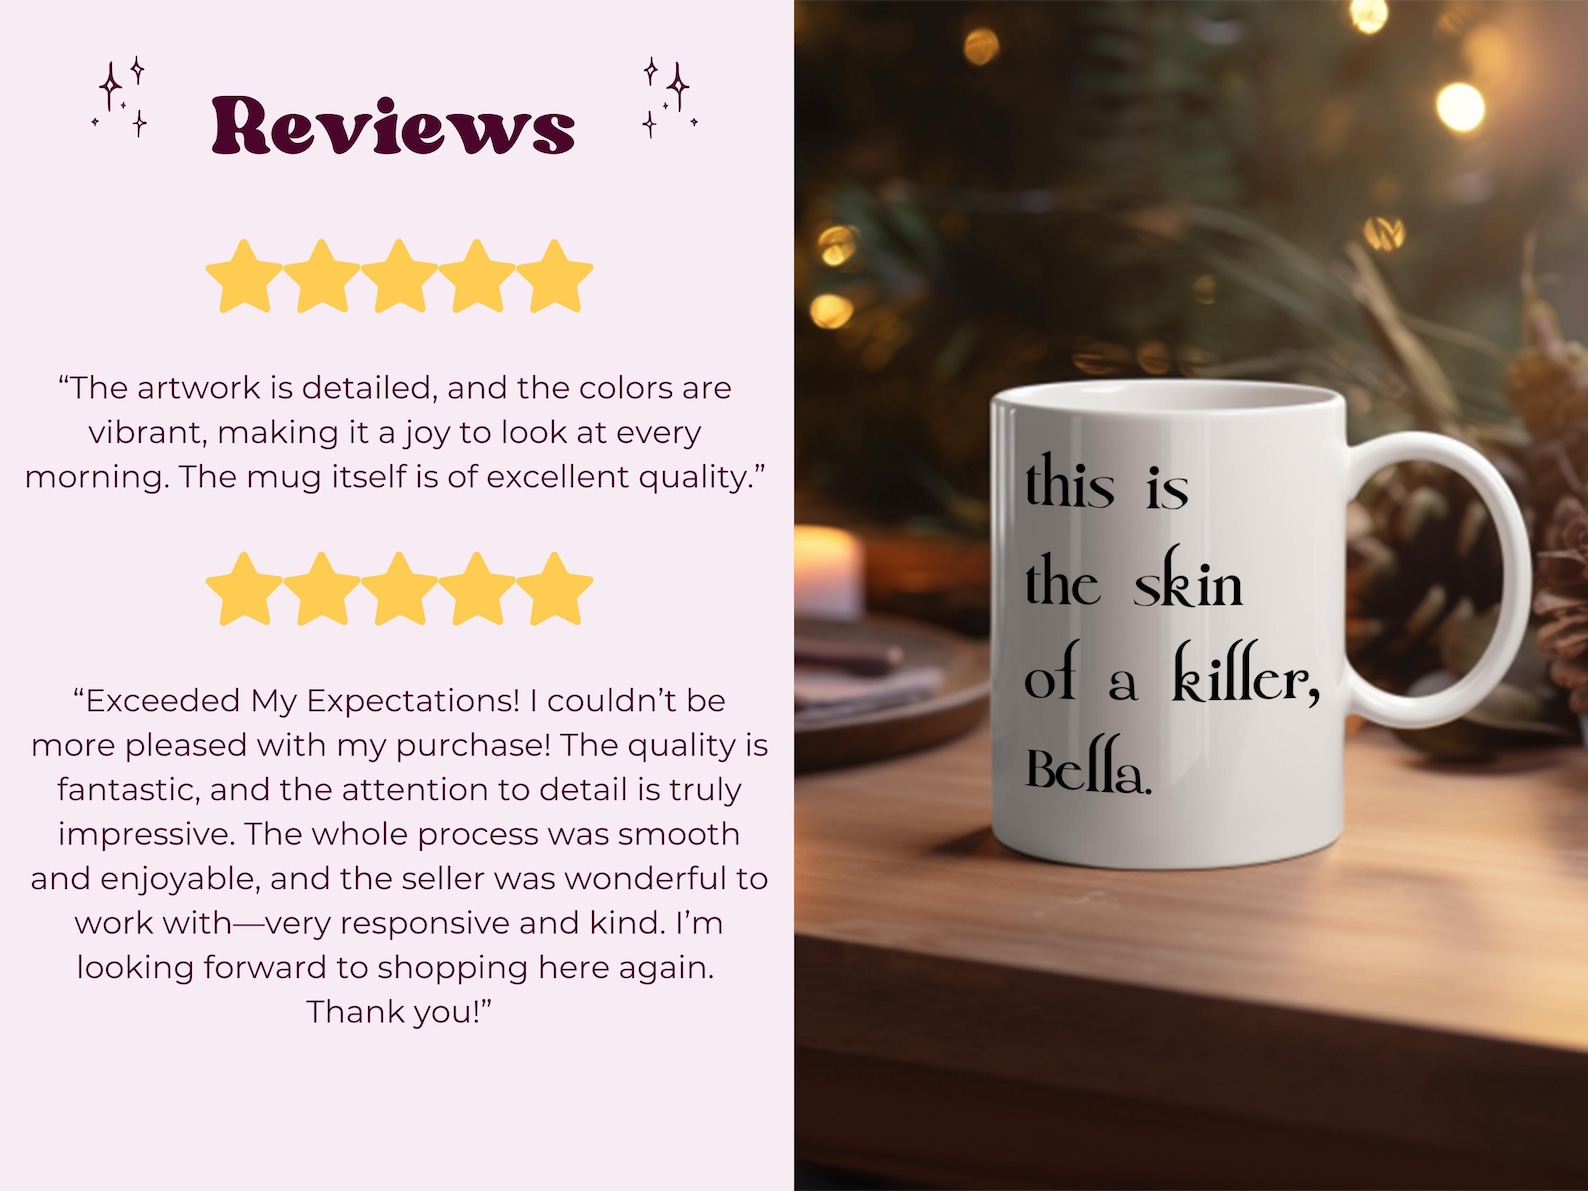 Reviews
“The artwork is detailed, and the colors are
vibrant, making it a joy to look at every
morning. The mug itself is of excellent quality.”
“Exceeded My Expectations! I couldn’t be
more pleased with my purchase! The quality is
fantastic, and the attention to detail is truly
impressive. The whole process was smooth
and enjoyable, and the seller was wonderful to
work with—very responsive and kind. I’m
looking forward to shopping here again.
Thank you!”
this is
the skin
of a killer,
Bella.